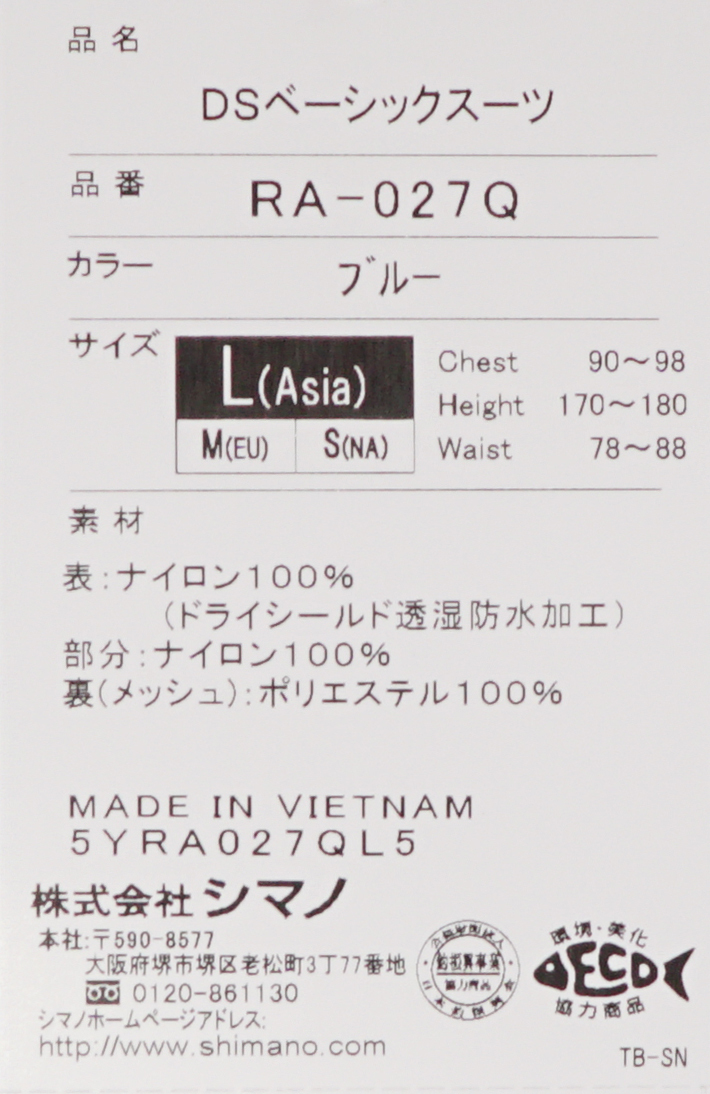 品名
DSベーシックスーツ
品番 RA-027Q
カラー ブルー
サイズ L(Asia)
M(EU) S(NA)
Chest 90〜98
Height 170〜180
Waist 78〜88
素材
表:ナイロン100%
(ドライシールド透湿防水加工)
部分:ナイロン100%
裏(メッシュ):ポリエステル100%
MADE IN VIETNAM
5YRA027QL5
株式会社シマノ
本社:〒590-8577
大阪府堺市堺区老松町3丁77番地
0120-861130
シマノホームページアドレス:
http://www.shimano.com
協力商品
環境・美化
ECO
協力商品
TB-SN